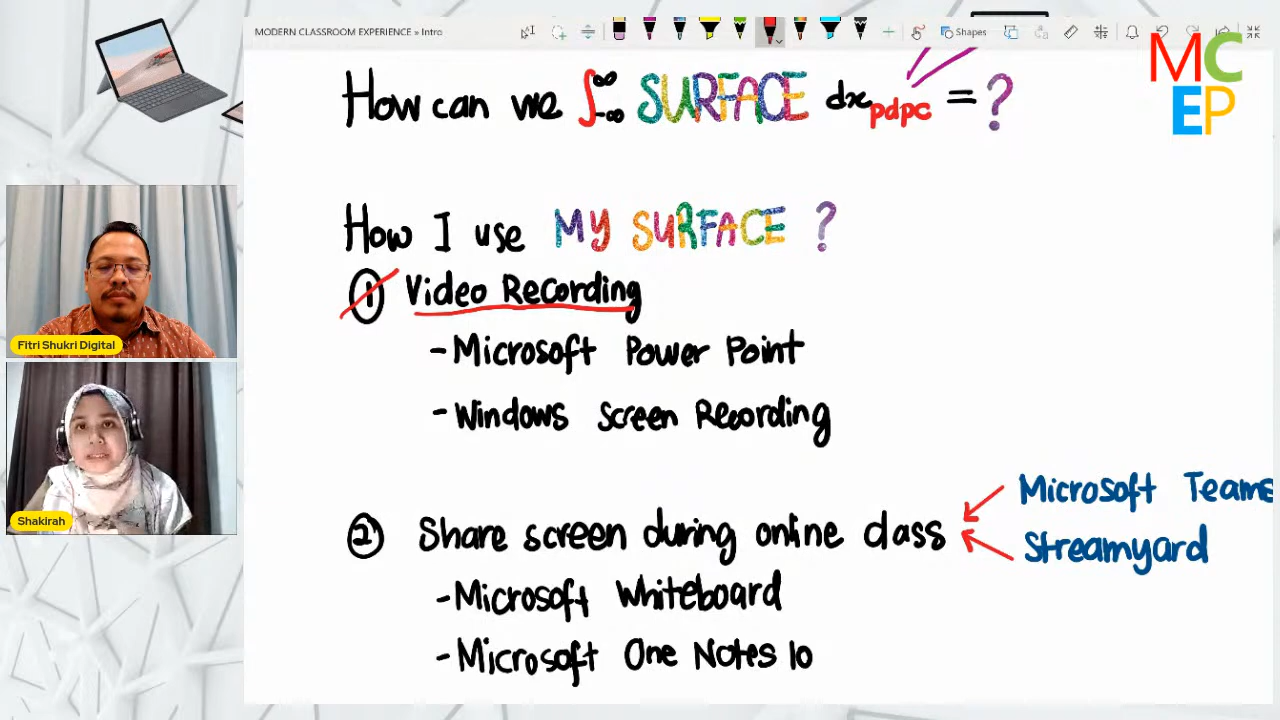 MODERN CLASSROOM EXPERIENCE » Intro
Shapes
MC
EP
How can we ∫∞-∞ SURFACE dx pdpc = ?
How I use MY SURFACE ?
① Video Recording
- Microsoft Power Point
- Windows Screen Recording
② Share screen during online class
Microsoft Teams
Streamyard
- Microsoft Whiteboard
- Microsoft One Notes 10
Fitri Shukri Digital
Shakirah